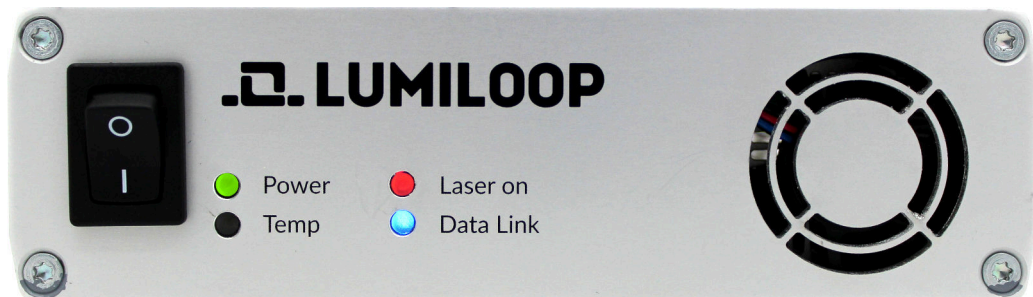 LUMILOOP
O
I
Power
Laser on
Temp
Data Link